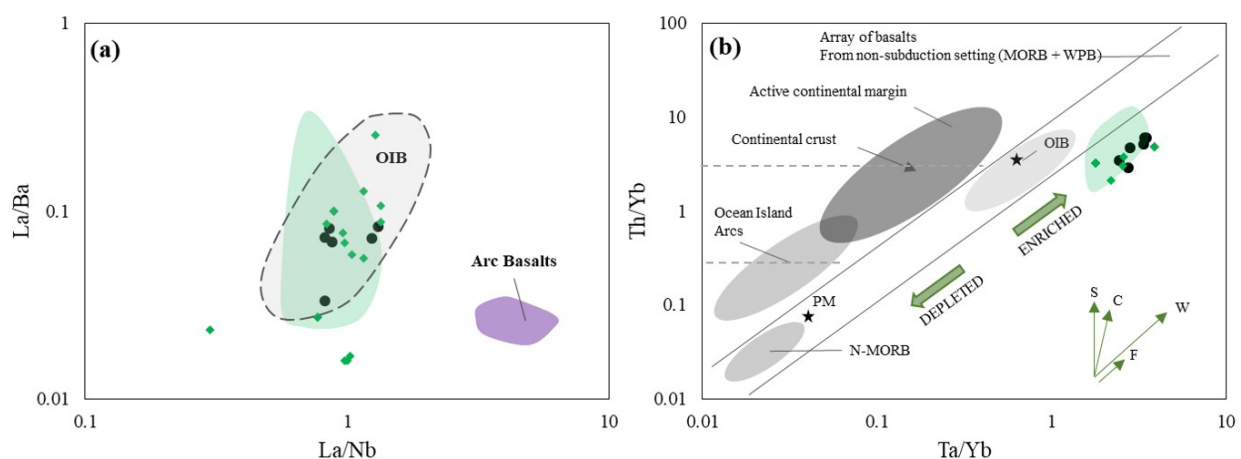 (a)
1
0.1
0.01
La/Ba
OIB
Arc Basalts
0.1
1
10
La/Nb
(b)
100
10
1
0.1
0.01
Th/Yb
Array of basalts
From non-subduction setting (MORB + WPB)
Active continental margin
Continental crust
OIB
Ocean Island
Arcs
ENRICHED
DEPLETED
PM
N-MORB
S
C
W
F
0.01
0.1
1
10
Ta/Yb